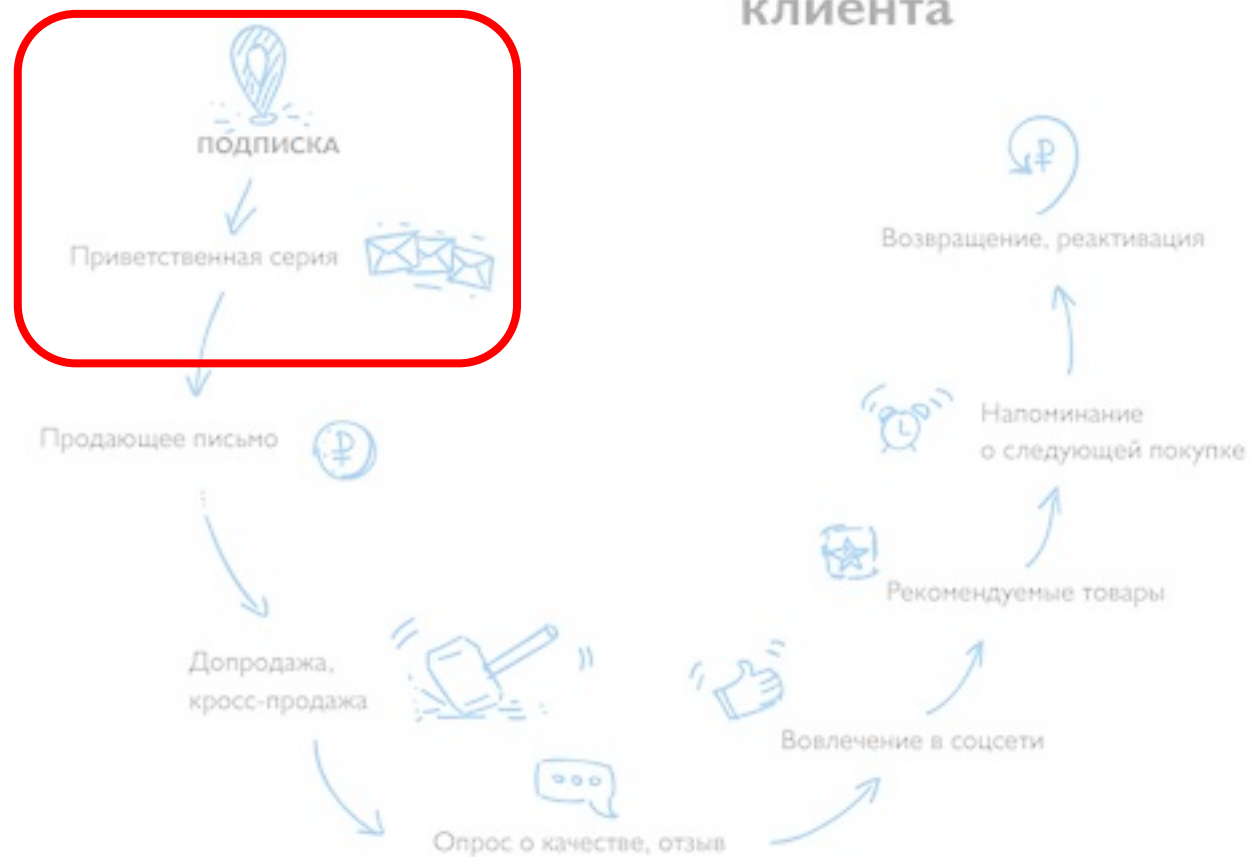 клиента
ПОДПИСКА
Приветственная серия
Продающее письмо
Допродажа,
кросс-продажа
Опрос о качестве, отзыв
Вовлечение в соцсети
Рекомендуемые товары
Напоминание
о следующей покупке
Возвращение, реактивация